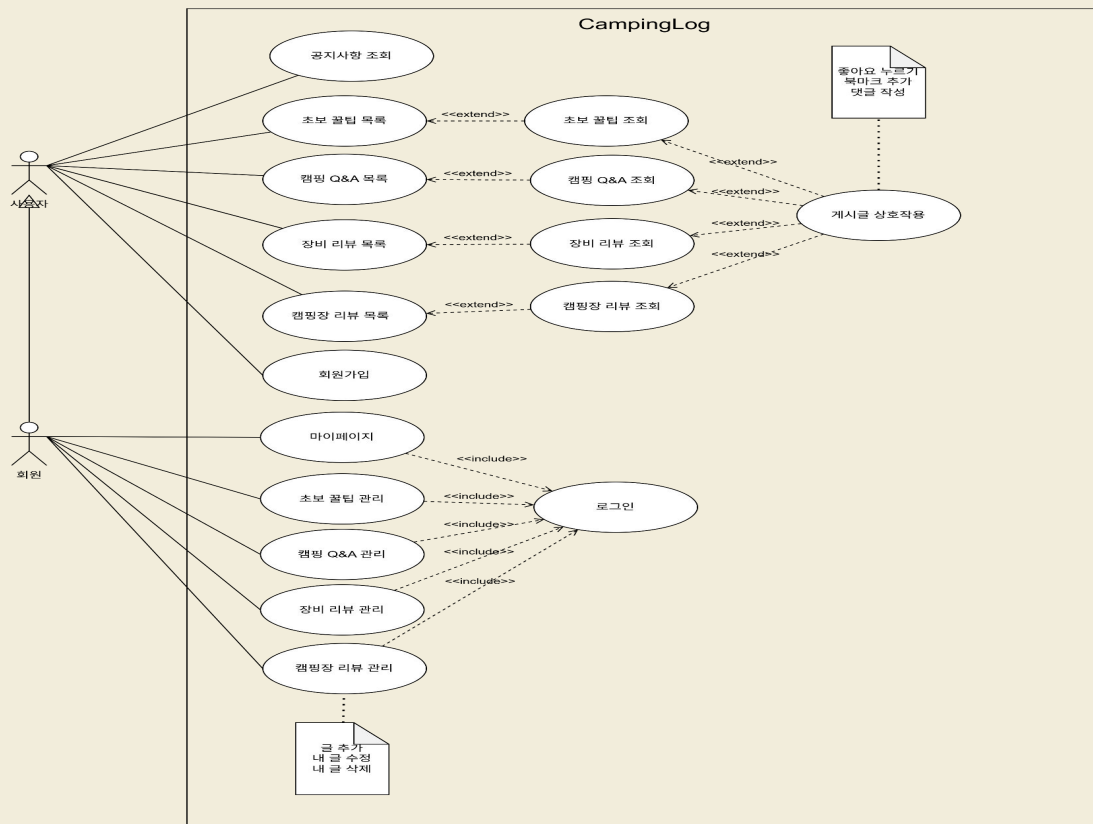 CampingLog
공지사항 조회
좋아요 누르기
북마크 추가
댓글 작성
초보 꿀팁 목록
<<extend>>
초보 꿀팁 조회
<<extend>>
캠핑 Q&A 목록
<<extend>>
캠핑 Q&A 조회
<<extend>>
사용자
게시글 상호작용
장비 리뷰 목록
<<extend>>
장비 리뷰 조회
<<extend>>
<<extend>>
캠핑장 리뷰 목록
<<extend>>
캠핑장 리뷰 조회
회원가입
마이페이지
<<include>>
회원
초보 꿀팁 관리
<<include>>
로그인
<<include>>
캠핑 Q&A 관리
<<include>>
장비 리뷰 관리
<<include>>
캠핑장 리뷰 관리
글 추가
내 글 수정
내 글 삭제